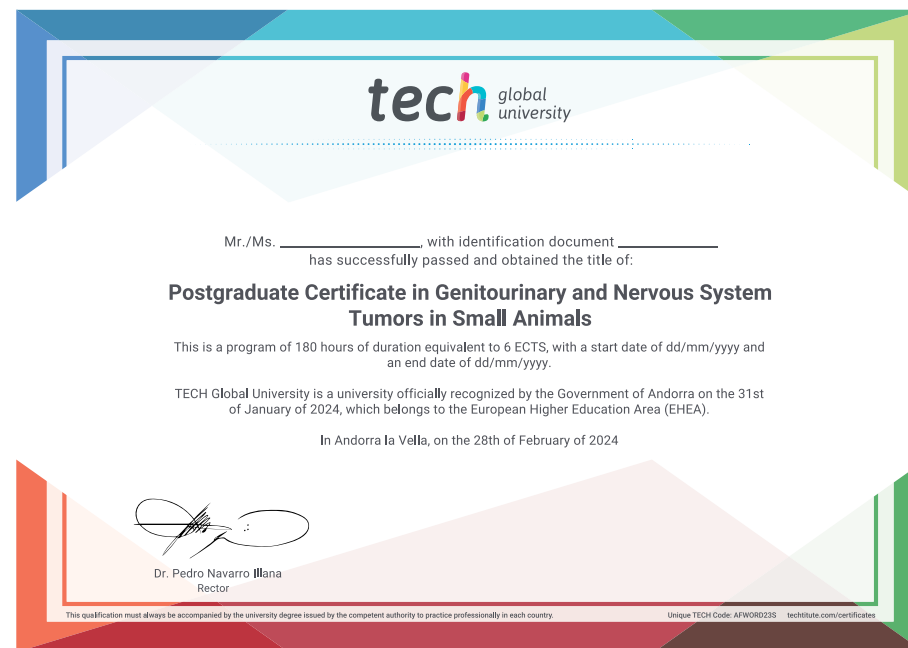 tech global university
Mr./Ms. ____________, with identification document ____________
has successfully passed and obtained the title of:
Postgraduate Certificate in Genitourinary and Nervous System
Tumors in Small Animals
This is a program of 180 hours of duration equivalent to 6 ECTS, with a start date of dd/mm/yyyy and
an end date of dd/mm/yyyy.
TECH Global University is a university officially recognized by the Government of Andorra on the 31st
of January of 2024, which belongs to the European Higher Education Area (EHEA).
In Andorra la Vella, on the 28th of February of 2024
Dr. Pedro Navarro Illana
Rector
This qualification must always be accompanied by the university degree issued by the competent authority to practice professionally in each country. Unique TECH Code: AFWORD23S techtitute.com/certificates